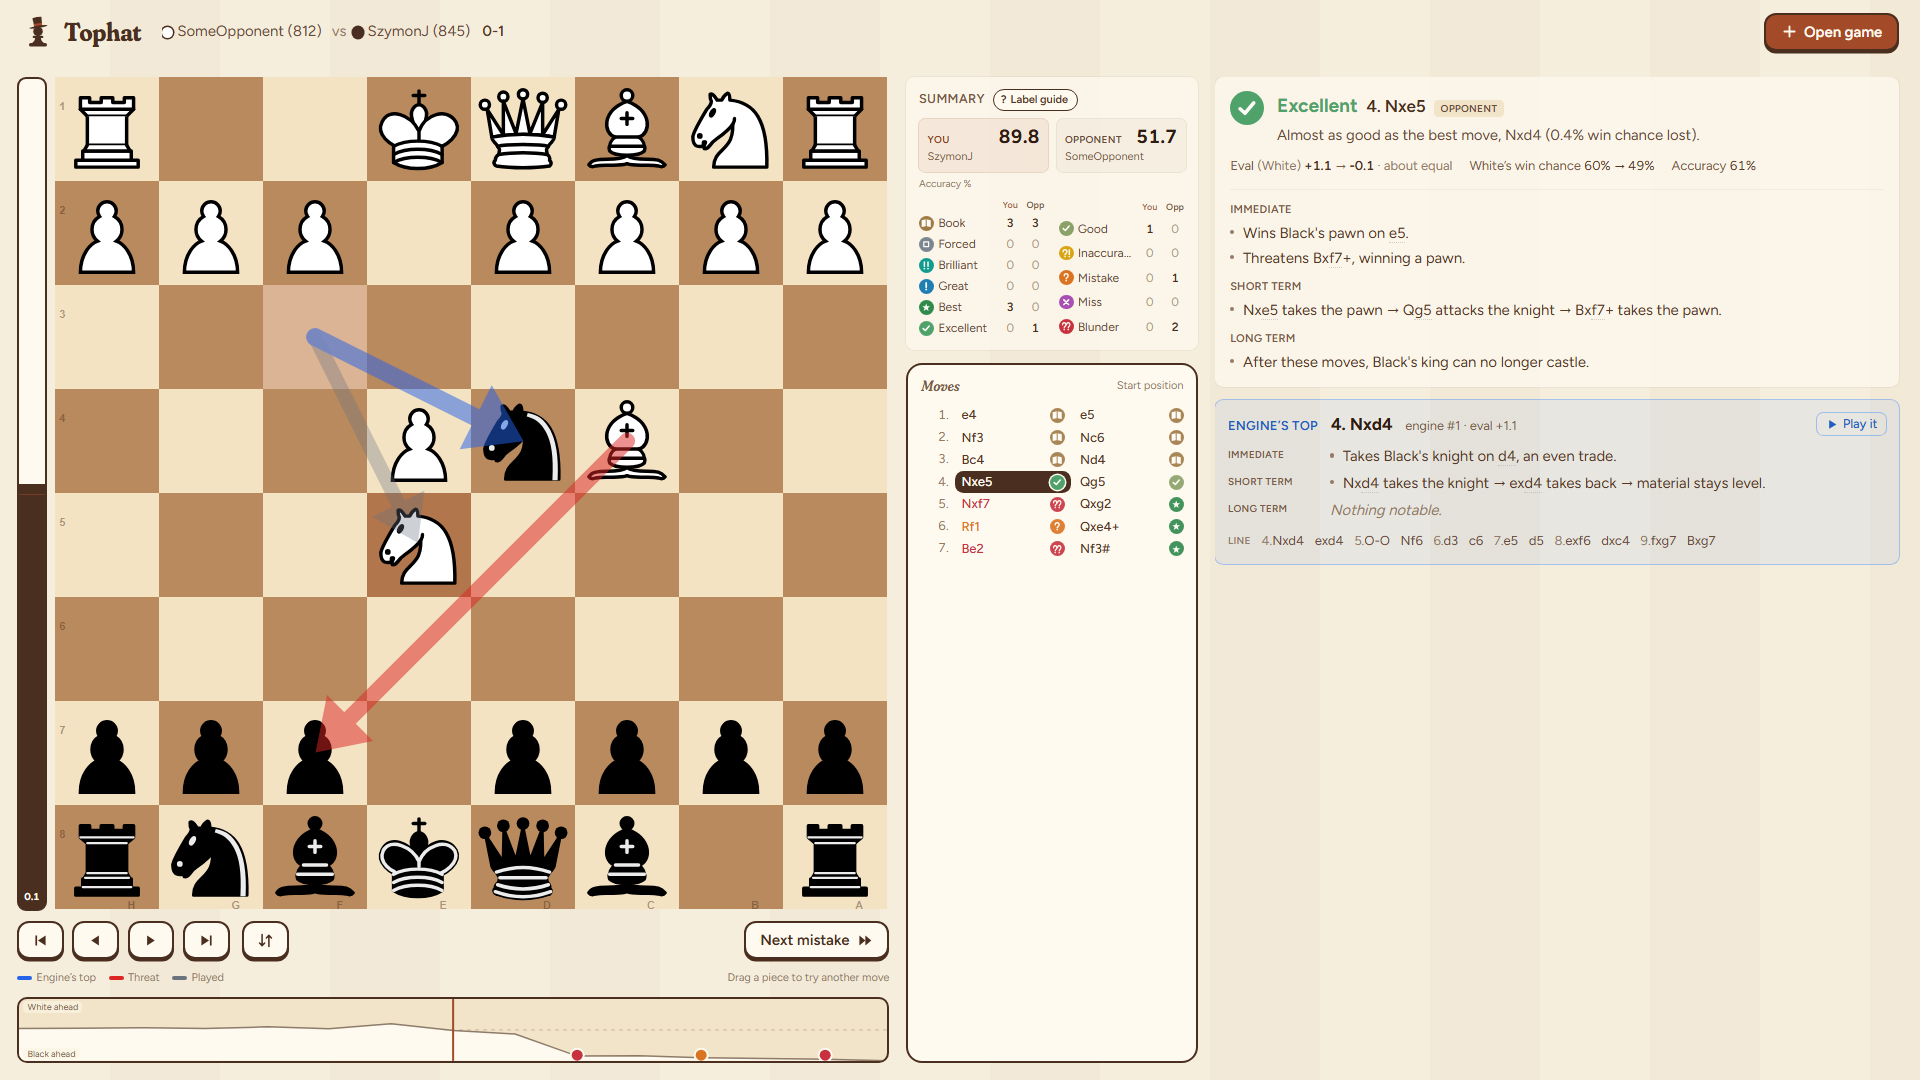 Tophat SomeOpponent (812) vs SzymonJ (845) 0-1
Open game
1
2
3
4
5
6
7
8
H G F E D C B A
0.1
Next mistake
Engine's top Threat Played
Drag a piece to try another move
White ahead
Black ahead
SUMMARY ? Label guide
YOU 89.8
SzymonJ
OPPONENT 51.7
SomeOpponent
Accuracy %
You Opp
Book 3 3
Forced 0 0
Brilliant 0 0
Great 0 0
Best 3 0
Excellent 0 1
You Opp
Good 1 0
Inaccura... 0 0
Mistake 0 1
Miss 0 0
Blunder 0 2
Moves Start position
1. e4 e5
2. Nf3 Nc6
3. Bc4 Nd4
4. Nxe5 Qg5
5. Nxf7 Qxg2
6. Rf1 Qxe4+
7. Be2 Nf3#
Excellent 4. Nxe5 OPPONENT
Almost as good as the best move, Nxd4 (0.4% win chance lost).
Eval (White) +1.1 → -0.1 · about equal White's win chance 60% → 49% Accuracy 61%
IMMEDIATE
• Wins Black's pawn on e5.
• Threatens Bxf7+, winning a pawn.
SHORT TERM
• Nxe5 takes the pawn → Qg5 attacks the knight → Bxf7+ takes the pawn.
LONG TERM
• After these moves, Black's king can no longer castle.
ENGINE'S TOP 4. Nxd4 engine #1 · eval +1.1 Play it
IMMEDIATE • Takes Black's knight on d4, an even trade.
SHORT TERM • Nxd4 takes the knight → exd4 takes back → material stays level.
LONG TERM Nothing notable.
LINE 4.Nxd4 exd4 5.O-O Nf6 6.d3 c6 7.e5 d5 8.exf6 dxc4 9.fxg7 Bxg7